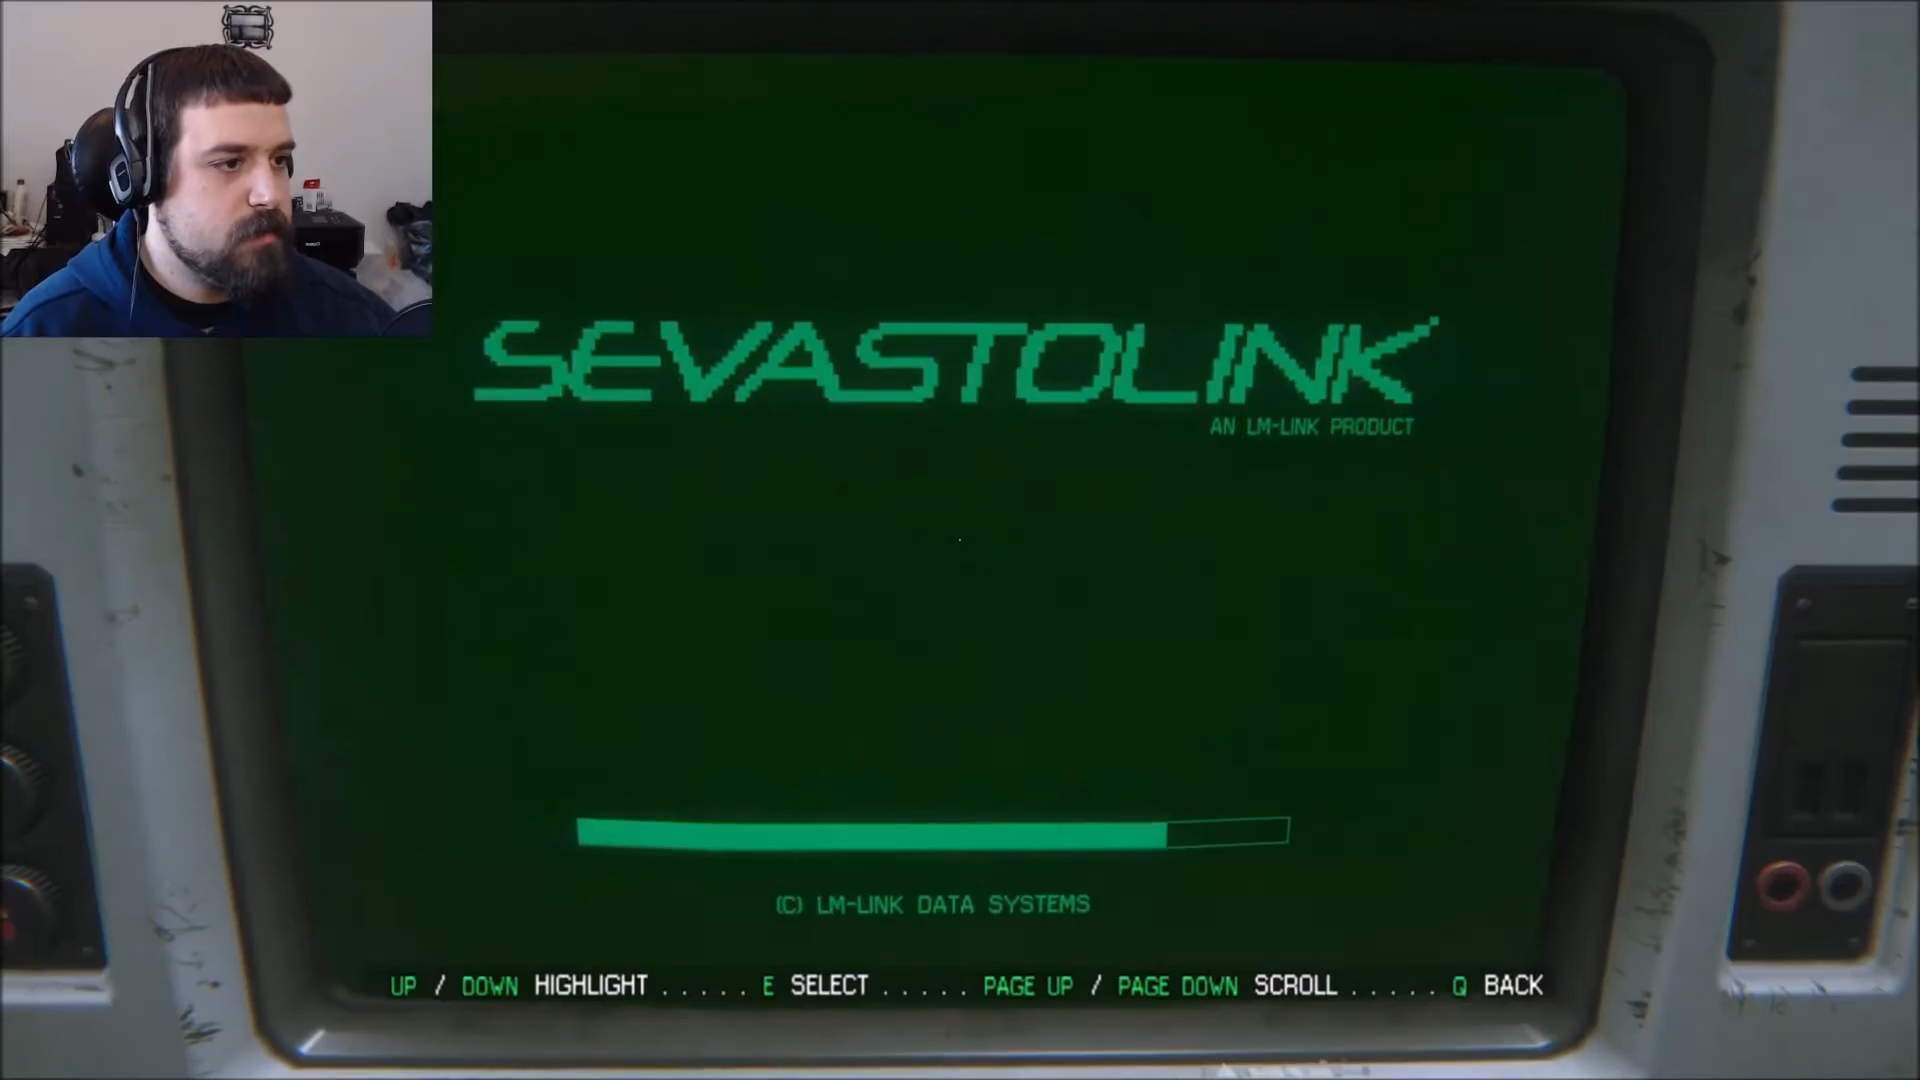 SEVASTOLINK
AN LM-LINK PRODUCT
(C) LM-LINK DATA SYSTEMS
UP / DOWN HIGHLIGHT ..... E SELECT ..... PAGE UP / PAGE DOWN SCROLL ..... Q BACK